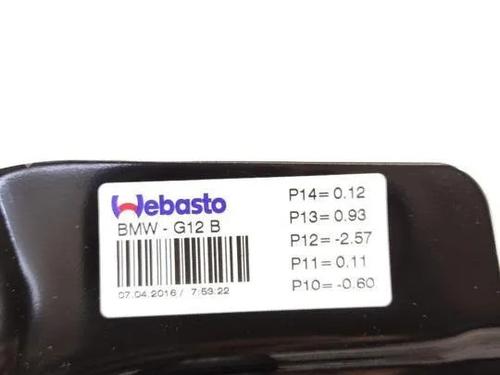 Webasto
BMW - G12 B
07.04.2016 / 7:53:22
P14= 0.12
P13= 0.93
P12= -2.57
P11= 0.11
P10= -0.60